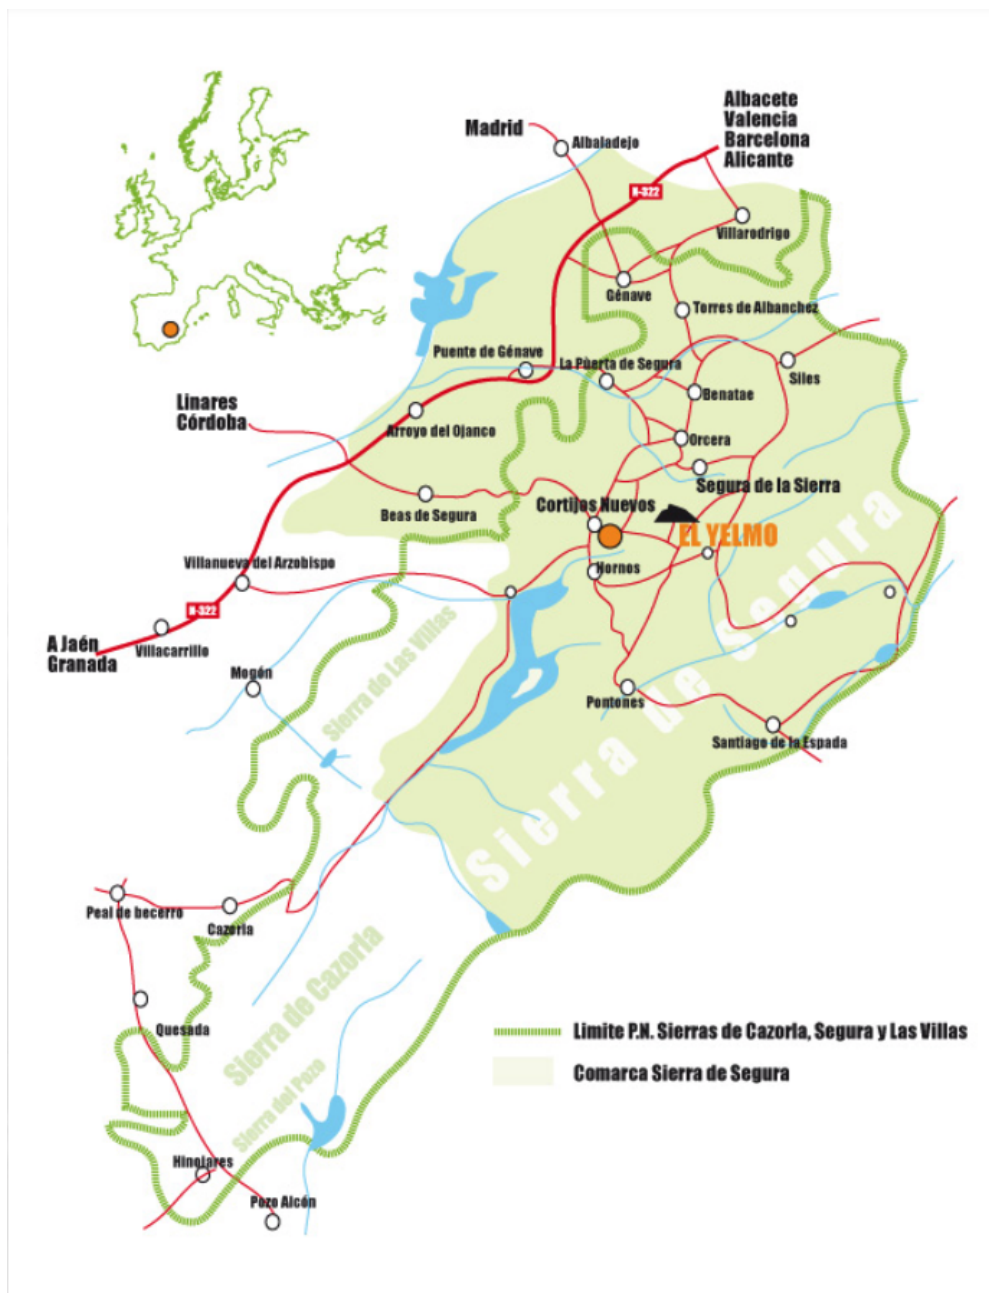 Madrid
Albaladejo
Albacete
Valencia
Barcelona
Alicante
N-322
Villarodrigo
Génave
Torres de Albanchez
Puente de Génave
La Pùerta de Segura
Siles
Benatae
Linares
Córdoba
Arroyo del Ojanco
Orcera
Segura de la Sierra
Beas de Segura
Cortijos Nuevos
EL YELMO
Villanueva del Arzobispo
Hornos
N-322
A Jaén
Granada
Villacarrillo
Mogón
Sierra de Las Villas
Sierra de Segura
Pontones
Santiago de la Espada
Peal de becerro
Cazorla
Quesada
Sierra de Cazorla
Sierra del Pozo
Hinojares
Pozo Alcón
Limite P.N. Sierras de Cazorla, Segura y Las Villas
Comarca Sierra de Segura